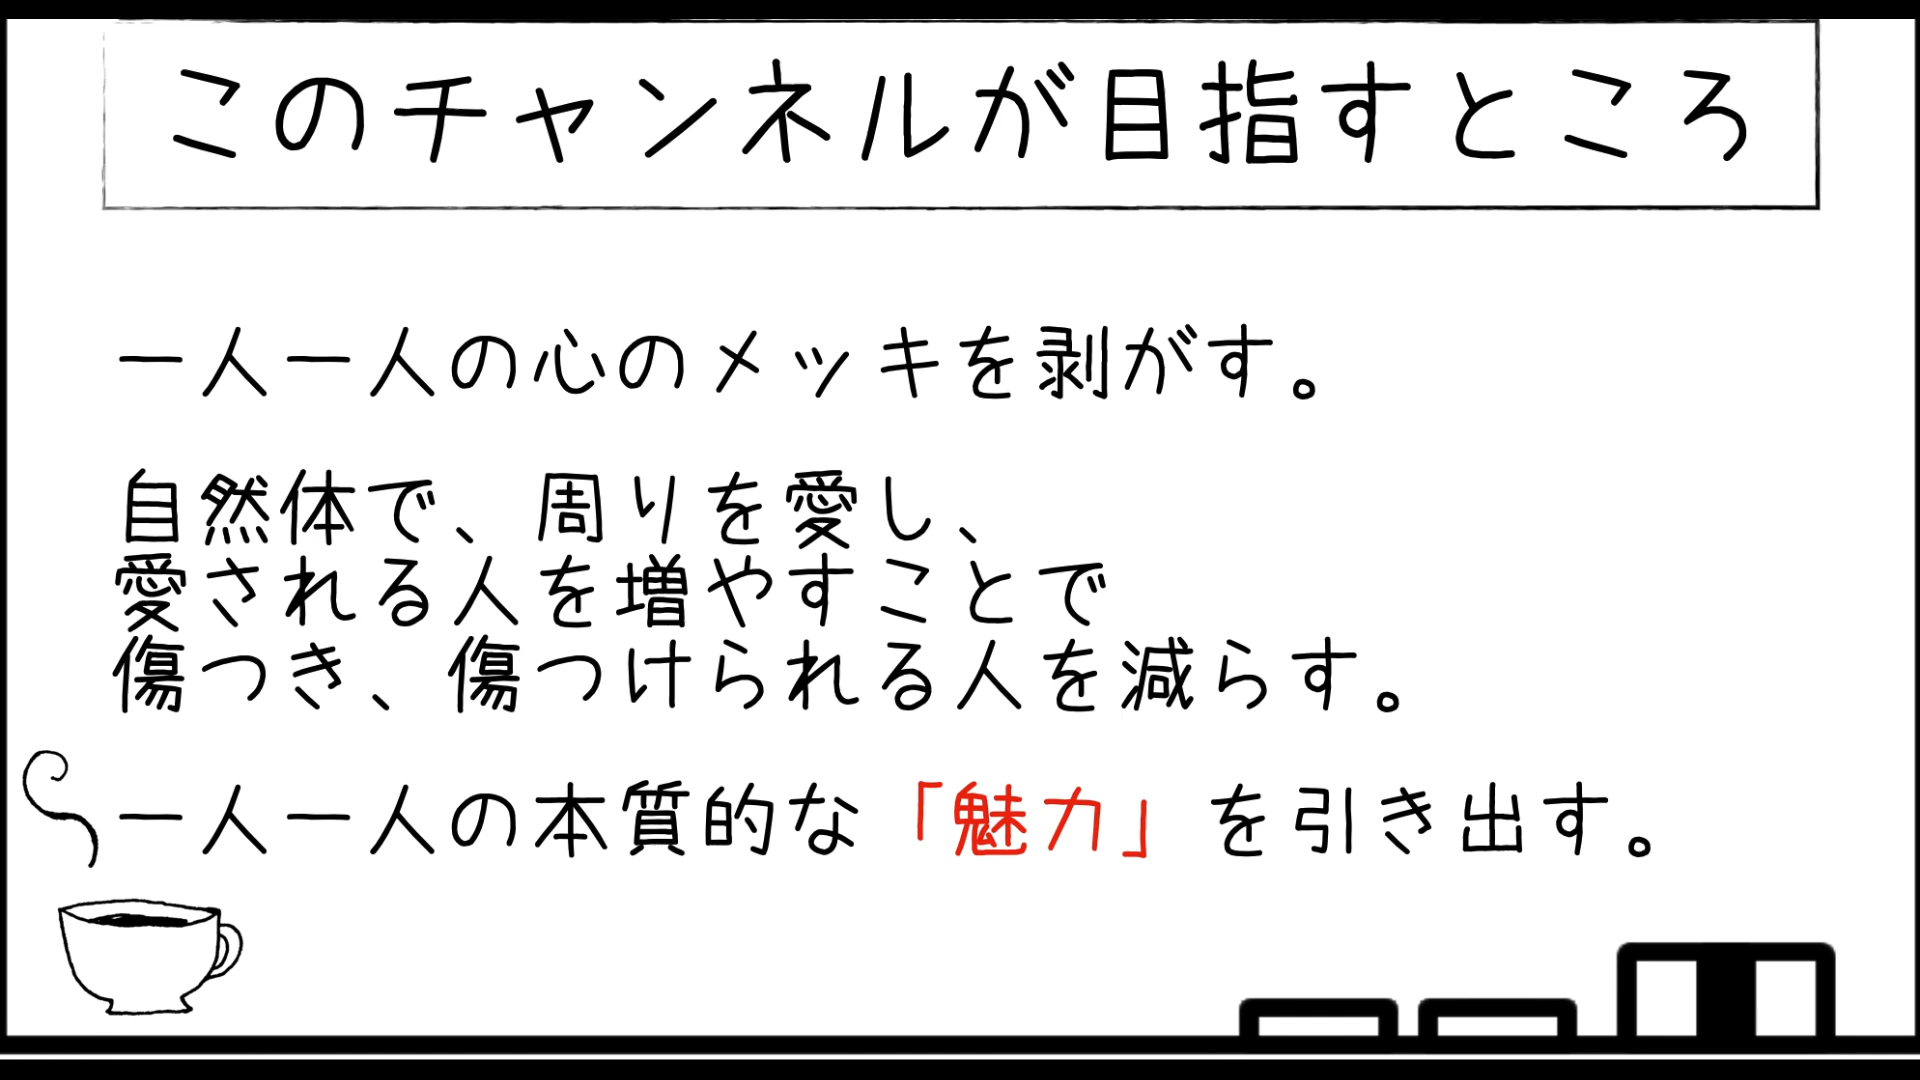 このチャンネルが目指すところ
一人一人の心のメッキを剥がす。
自然体で、周りを愛し、
愛される人を増やすことで
傷つき、傷つけられる人を減らす。
一人一人の本質的な「魅力」を引き出す。